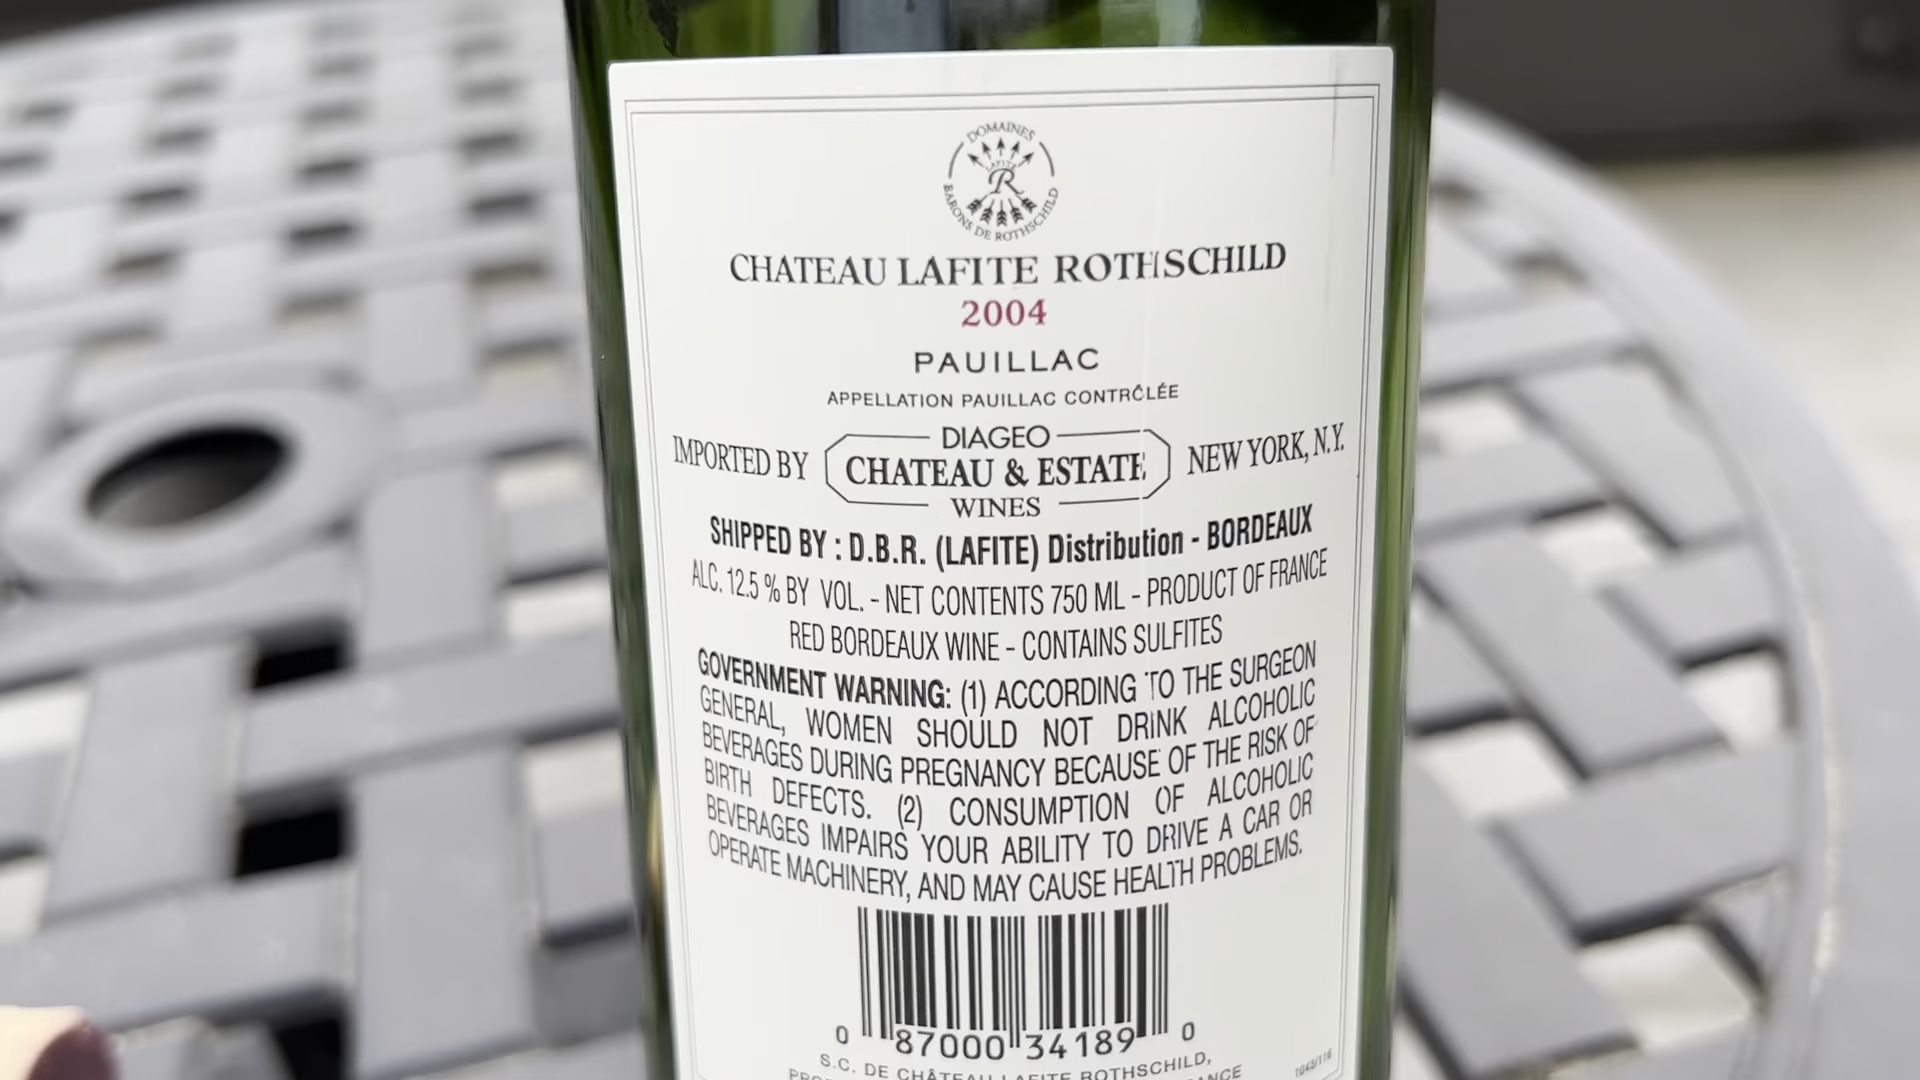 DOMAINES
LAFITE
R
BARONS DE ROTHSCHILD
CHATEAU LAFITE ROTHSCHILD
2004
PAUILLAC
APPELLATION PAUILLAC CONTRÔLÉE
IMPORTED BY DIAGEO CHATEAU & ESTATE WINES NEW YORK, N.Y.
SHIPPED BY : D.B.R. (LAFITE) Distribution - BORDEAUX
ALC. 12.5 % BY VOL. - NET CONTENTS 750 ML - PRODUCT OF FRANCE
RED BORDEAUX WINE - CONTAINS SULFITES
GOVERNMENT WARNING: (1) ACCORDING TO THE SURGEON
GENERAL, WOMEN SHOULD NOT DRINK ALCOHOLIC
BEVERAGES DURING PREGNANCY BECAUSE OF THE RISK OF
BIRTH DEFECTS. (2) CONSUMPTION OF ALCOHOLIC
BEVERAGES IMPAIRS YOUR ABILITY TO DRIVE A CAR OR
OPERATE MACHINERY, AND MAY CAUSE HEALTH PROBLEMS.
0 87000 34189 0
S.C. DE CHÂTEAU LAFITE ROTHSCHILD,